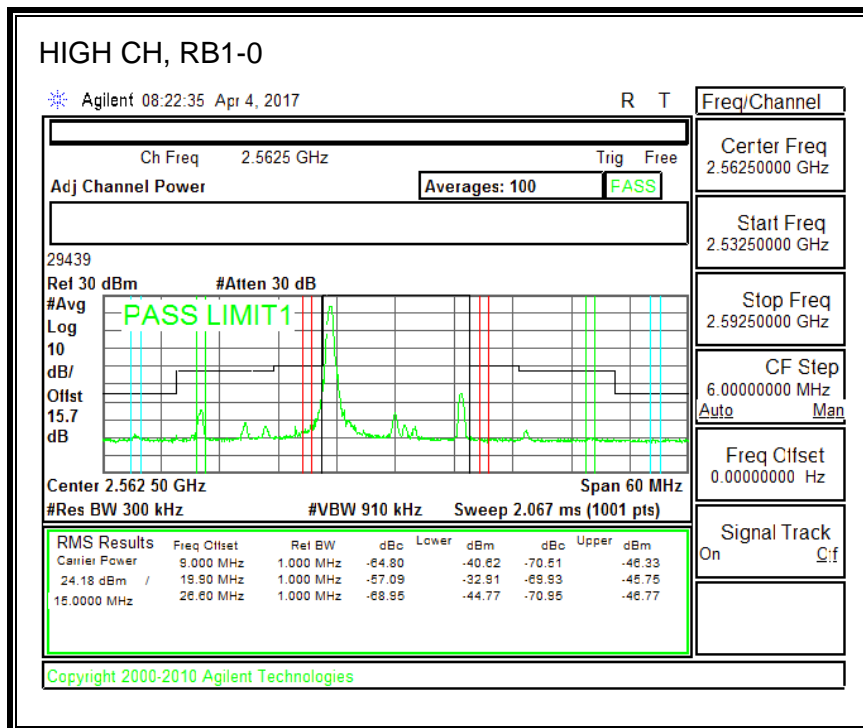 HIGH CH, RB1-0
Agilent 08:22:35 Apr 4, 2017 R T
Freq/Channel
Ch Freq 2.5625 GHz Trig Free
Adj Channel Power Averages: 100 PASS
Center Freq
2.56250000 GHz
Start Freq
2.53250000 GHz
29439
Ref 30 dBm #Atten 30 dB
#Avg
Log
10
dB/
Offst
15.7
dB
PASS LIMIT1
Stop Freq
2.59250000 GHz
CF Step
6.00000000 MHz
Auto Man
Freq Offset
0.00000000 Hz
Center 2.562 50 GHz Span 60 MHz
#Res BW 300 kHz #VBW 910 kHz Sweep 2.067 ms (1001 pts)
Signal Track
On Off
RMS Results Freq Offset Ref BW dBc Lower dBm dBc Upper dBm
Carrier Power 9.000 MHz 1.000 MHz -64.80 -40.62 -70.51 -46.33
24.18 dBm / 19.90 MHz 1.000 MHz -57.09 -32.91 -69.93 -45.75
15.0000 MHz 26.60 MHz 1.000 MHz -68.95 -44.77 -70.95 -46.77
Copyright 2000-2010 Agilent Technologies